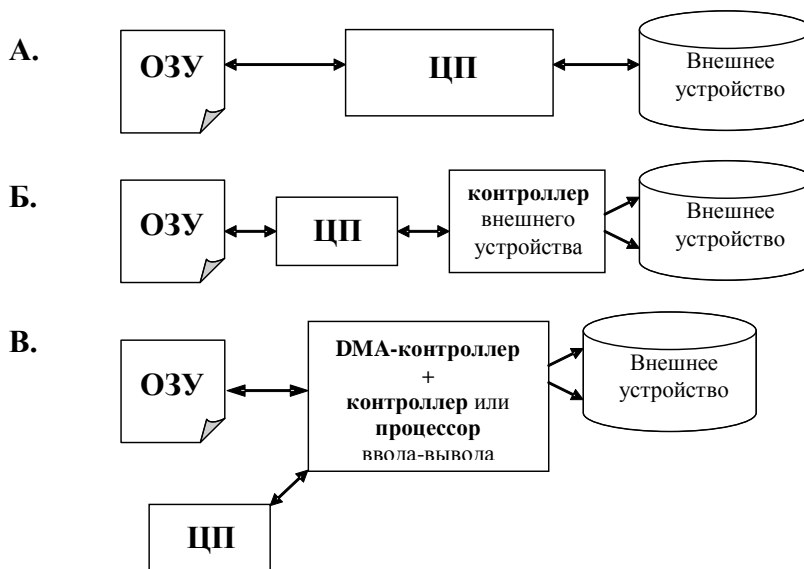 А.
ОЗУ
ЦП
Внешнее
устройство
Б.
ОЗУ
ЦП
контроллер
внешнего
устройства
Внешнее
устройство
В.
ОЗУ
DMA-контроллер
+
контроллер или
процессор
ввода-вывода
Внешнее
устройство
ЦП